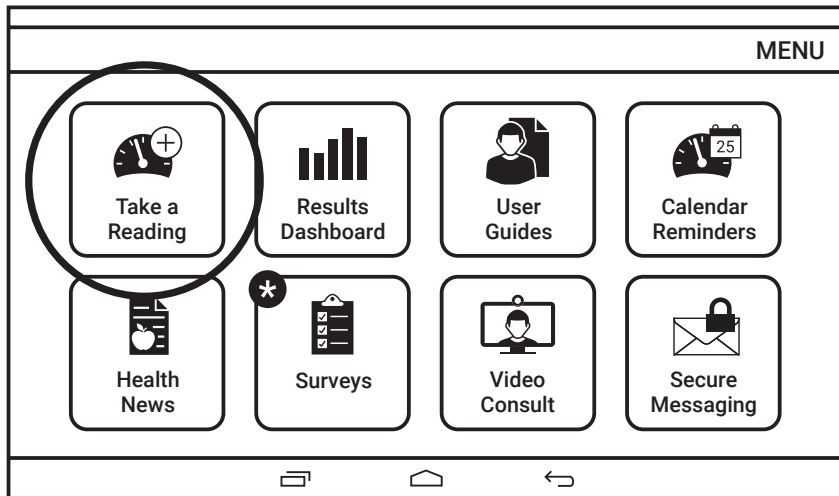 MENU
Take a
Reading
Results
Dashboard
User
Guides
25
Calendar
Reminders
*
Health
News
Surveys
Video
Consult
Secure
Messaging